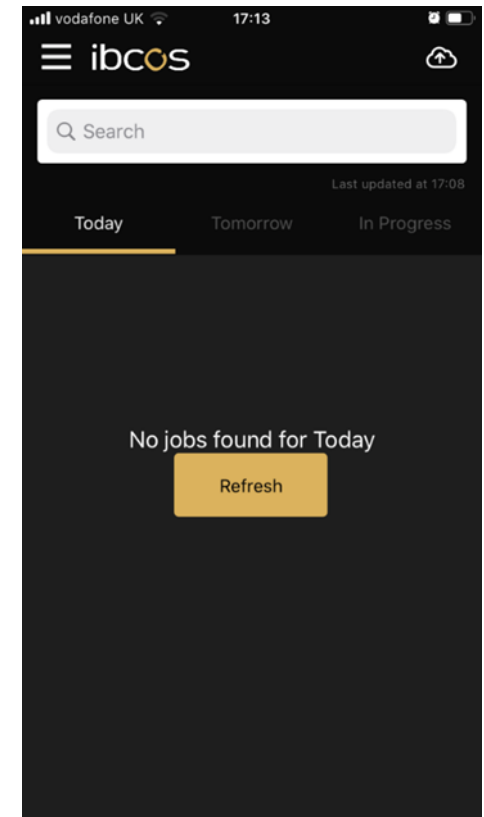 vodafone UK 17:13
ibcos
Search
Last updated at 17:08
Today Tomorrow In Progress
No jobs found for Today
Refresh